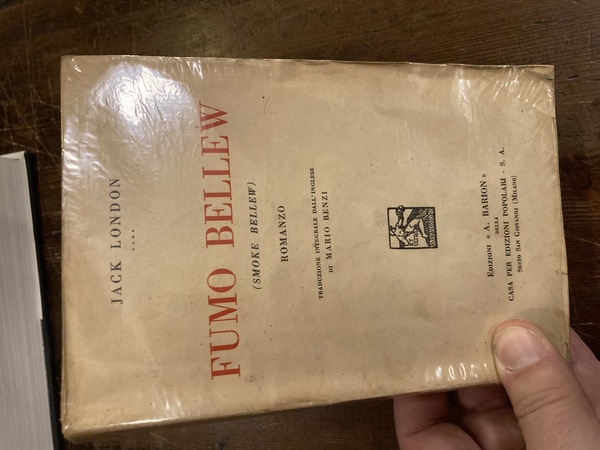 JACK LONDON
....
FUMO BELLEW
(SMOKE BELLEW)
ROMANZO
TRADUZIONE INTEGRALE DALL'INGLESE
DI MARIO BENZI
EDIZIONI « A. BARION »
DELLA
CASA PER EDIZIONI POPOLARI - S. A.
SESTO SAN GIOVANNI (MILANO)